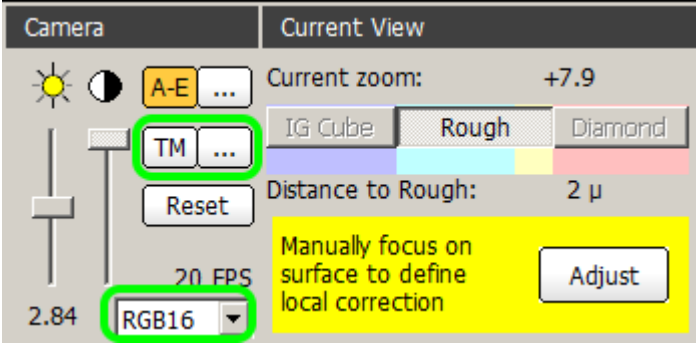 Camera
Current View
A-E ...
Current zoom: +7.9
IG Cube Rough Diamond
TM ...
Distance to Rough: 2 µ
Reset
Manually focus on
surface to define
local correction
Adjust
20 FPS
2.84
RGB16